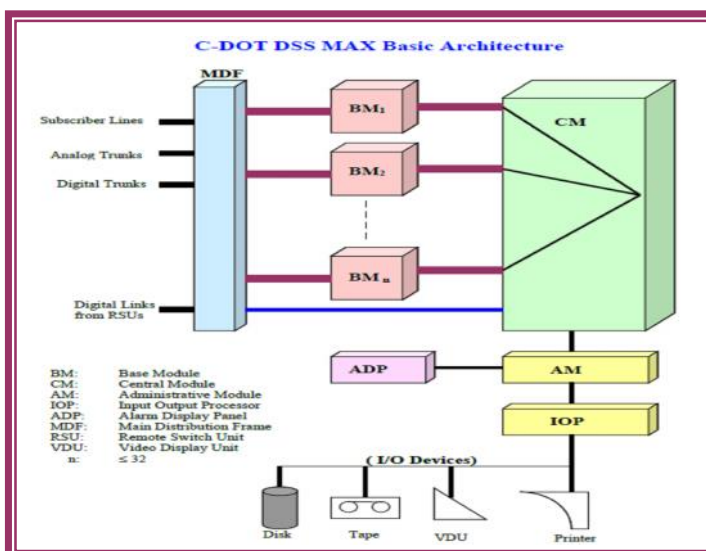 C-DOT DSS MAX Basic Architecture
MDF
BM1
CM
Subscriber Lines
Analog Trunks
BM2
Digital Trunks
BM n
Digital Links
from RSUs
BM: Base Module
CM: Central Module
AM: Administrative Module
IOP: Input Output Processor
ADP: Alarm Display Panel
MDF: Main Distribution Frame
RSU: Remote Switch Unit
VDU: Video Display Unit
n: ≤ 32
ADP
AM
IOP
( I/O Devices)
Disk
Tape
VDU
Printer